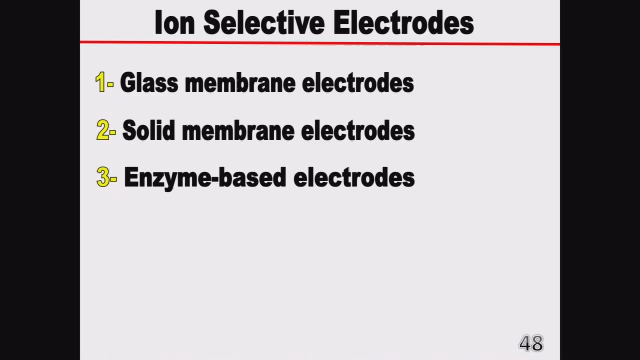 Ion Selective Electrodes
1- Glass membrane electrodes
2- Solid membrane electrodes
3- Enzyme-based electrodes
48